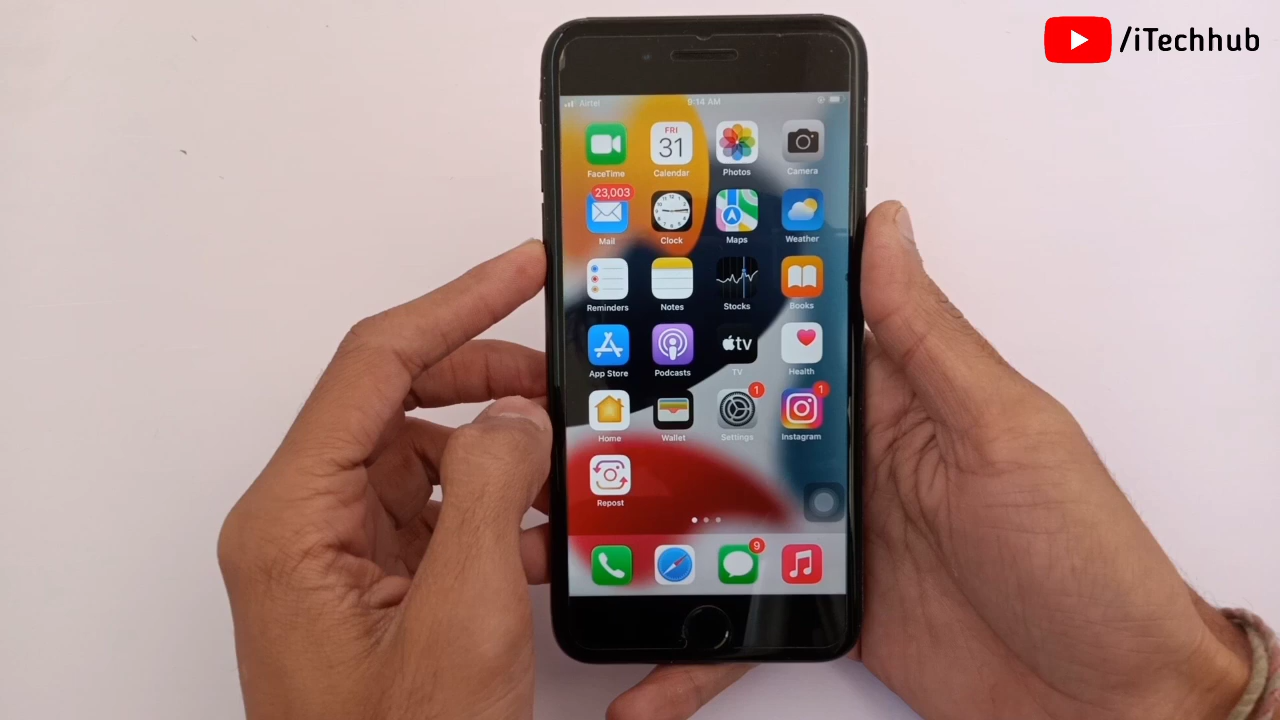 /iTechhub
Airtel 9:14 AM
FRI
31
FaceTime Calendar Photos Camera
23,003
Mail Clock Maps Weather
Reminders Notes Stocks Books
tv
App Store Podcasts TV Health
1 1
Home Wallet Settings Instagram
Repost
9